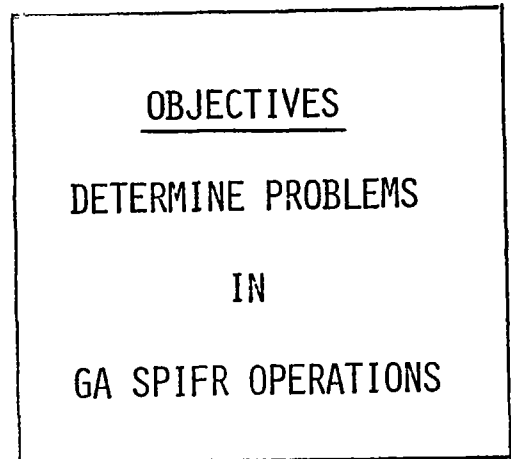 OBJECTIVES
DETERMINE PROBLEMS
IN
GA SPIFR OPERATIONS